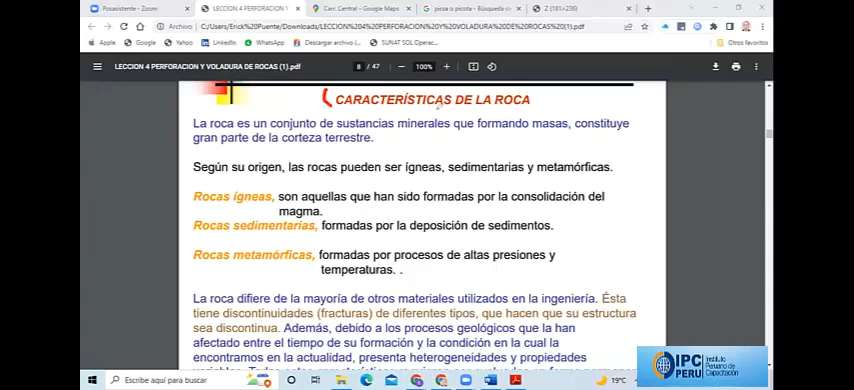 Posasistente - Zoom
LECCION 4 PERFORACION Y V
Carr. Central - Google Maps
picsa o picota - Búsqueda de
Z (181×236)
Archivo
C:/Users/Erick%20Puente/Downloads/LECCION%204%20PERFORACION%20Y%20VOLADURA%20DE%20ROCAS%20(1).pdf
Apple
Google
Yahoo
LinkedIn
WhatsApp
Descargar archivo |...
SUNAT SOL Operac...
Otros favoritos
LECCION 4 PERFORACION Y VOLADURA DE ROCAS (1).pdf
8 / 47
100%
CARACTERÍSTICAS DE LA ROCA
La roca es un conjunto de sustancias minerales que formando masas, constituye
gran parte de la corteza terrestre.
Según su origen, las rocas pueden ser ígneas, sedimentarias y metamórficas.
Rocas ígneas, son aquellas que han sido formadas por la consolidación del
magma.
Rocas sedimentarias, formadas por la deposición de sedimentos.
Rocas metamórficas, formadas por procesos de altas presiones y
temperaturas. .
La roca difiere de la mayoría de otros materiales utilizados en la ingeniería. Ésta
tiene discontinuidades (fracturas) de diferentes tipos, que hacen que su estructura
sea discontinua. Además, debido a los procesos geológicos que la han
afectado entre el tiempo de su formación y la condición en la cual la
encontramos en la actualidad, presenta heterogeneidades y propiedades
IPC PERU
Instituto
Peruano de
Capacitación
Escribe aquí para buscar
19°C